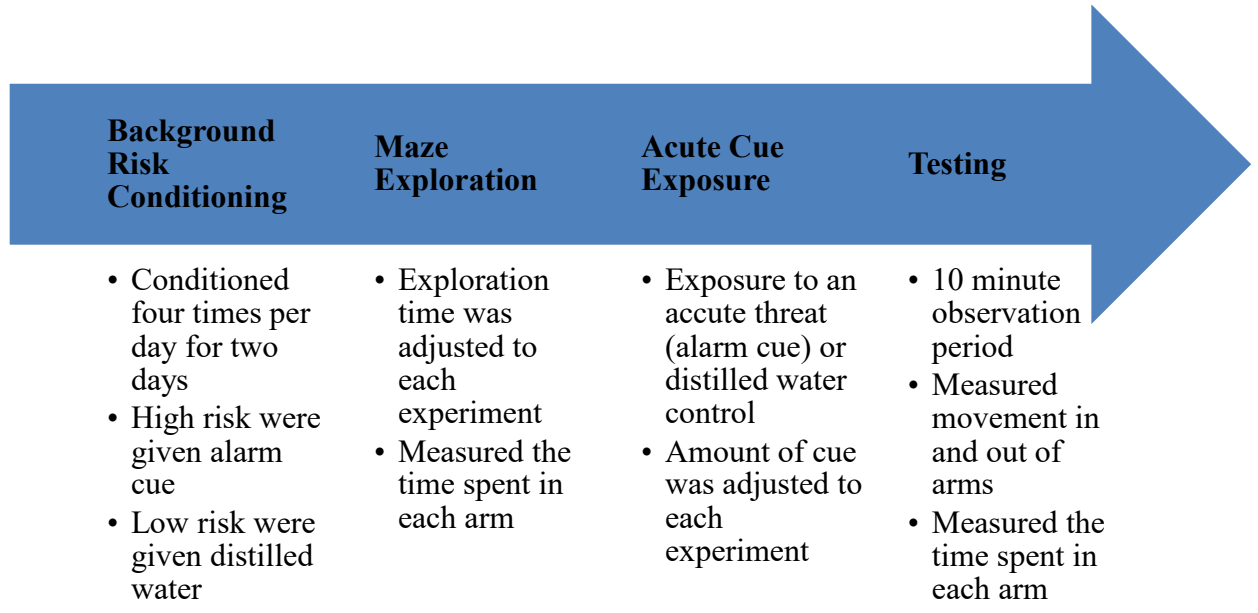 Background
Risk
Conditioning
• Conditioned
four times per
day for two
days
• High risk were
given alarm
cue
• Low risk were
given distilled
water
Maze
Exploration
• Exploration
time was
adjusted to
each
experiment
• Measured the
time spent in
each arm
Acute Cue
Exposure
• Exposure to an
accute threat
(alarm cue) or
distilled water
control
• Amount of cue
was adjusted to
each
experiment
Testing
• 10 minute
observation
period
• Measured
movement in
and out of
arms
• Measured the
time spent in
each arm